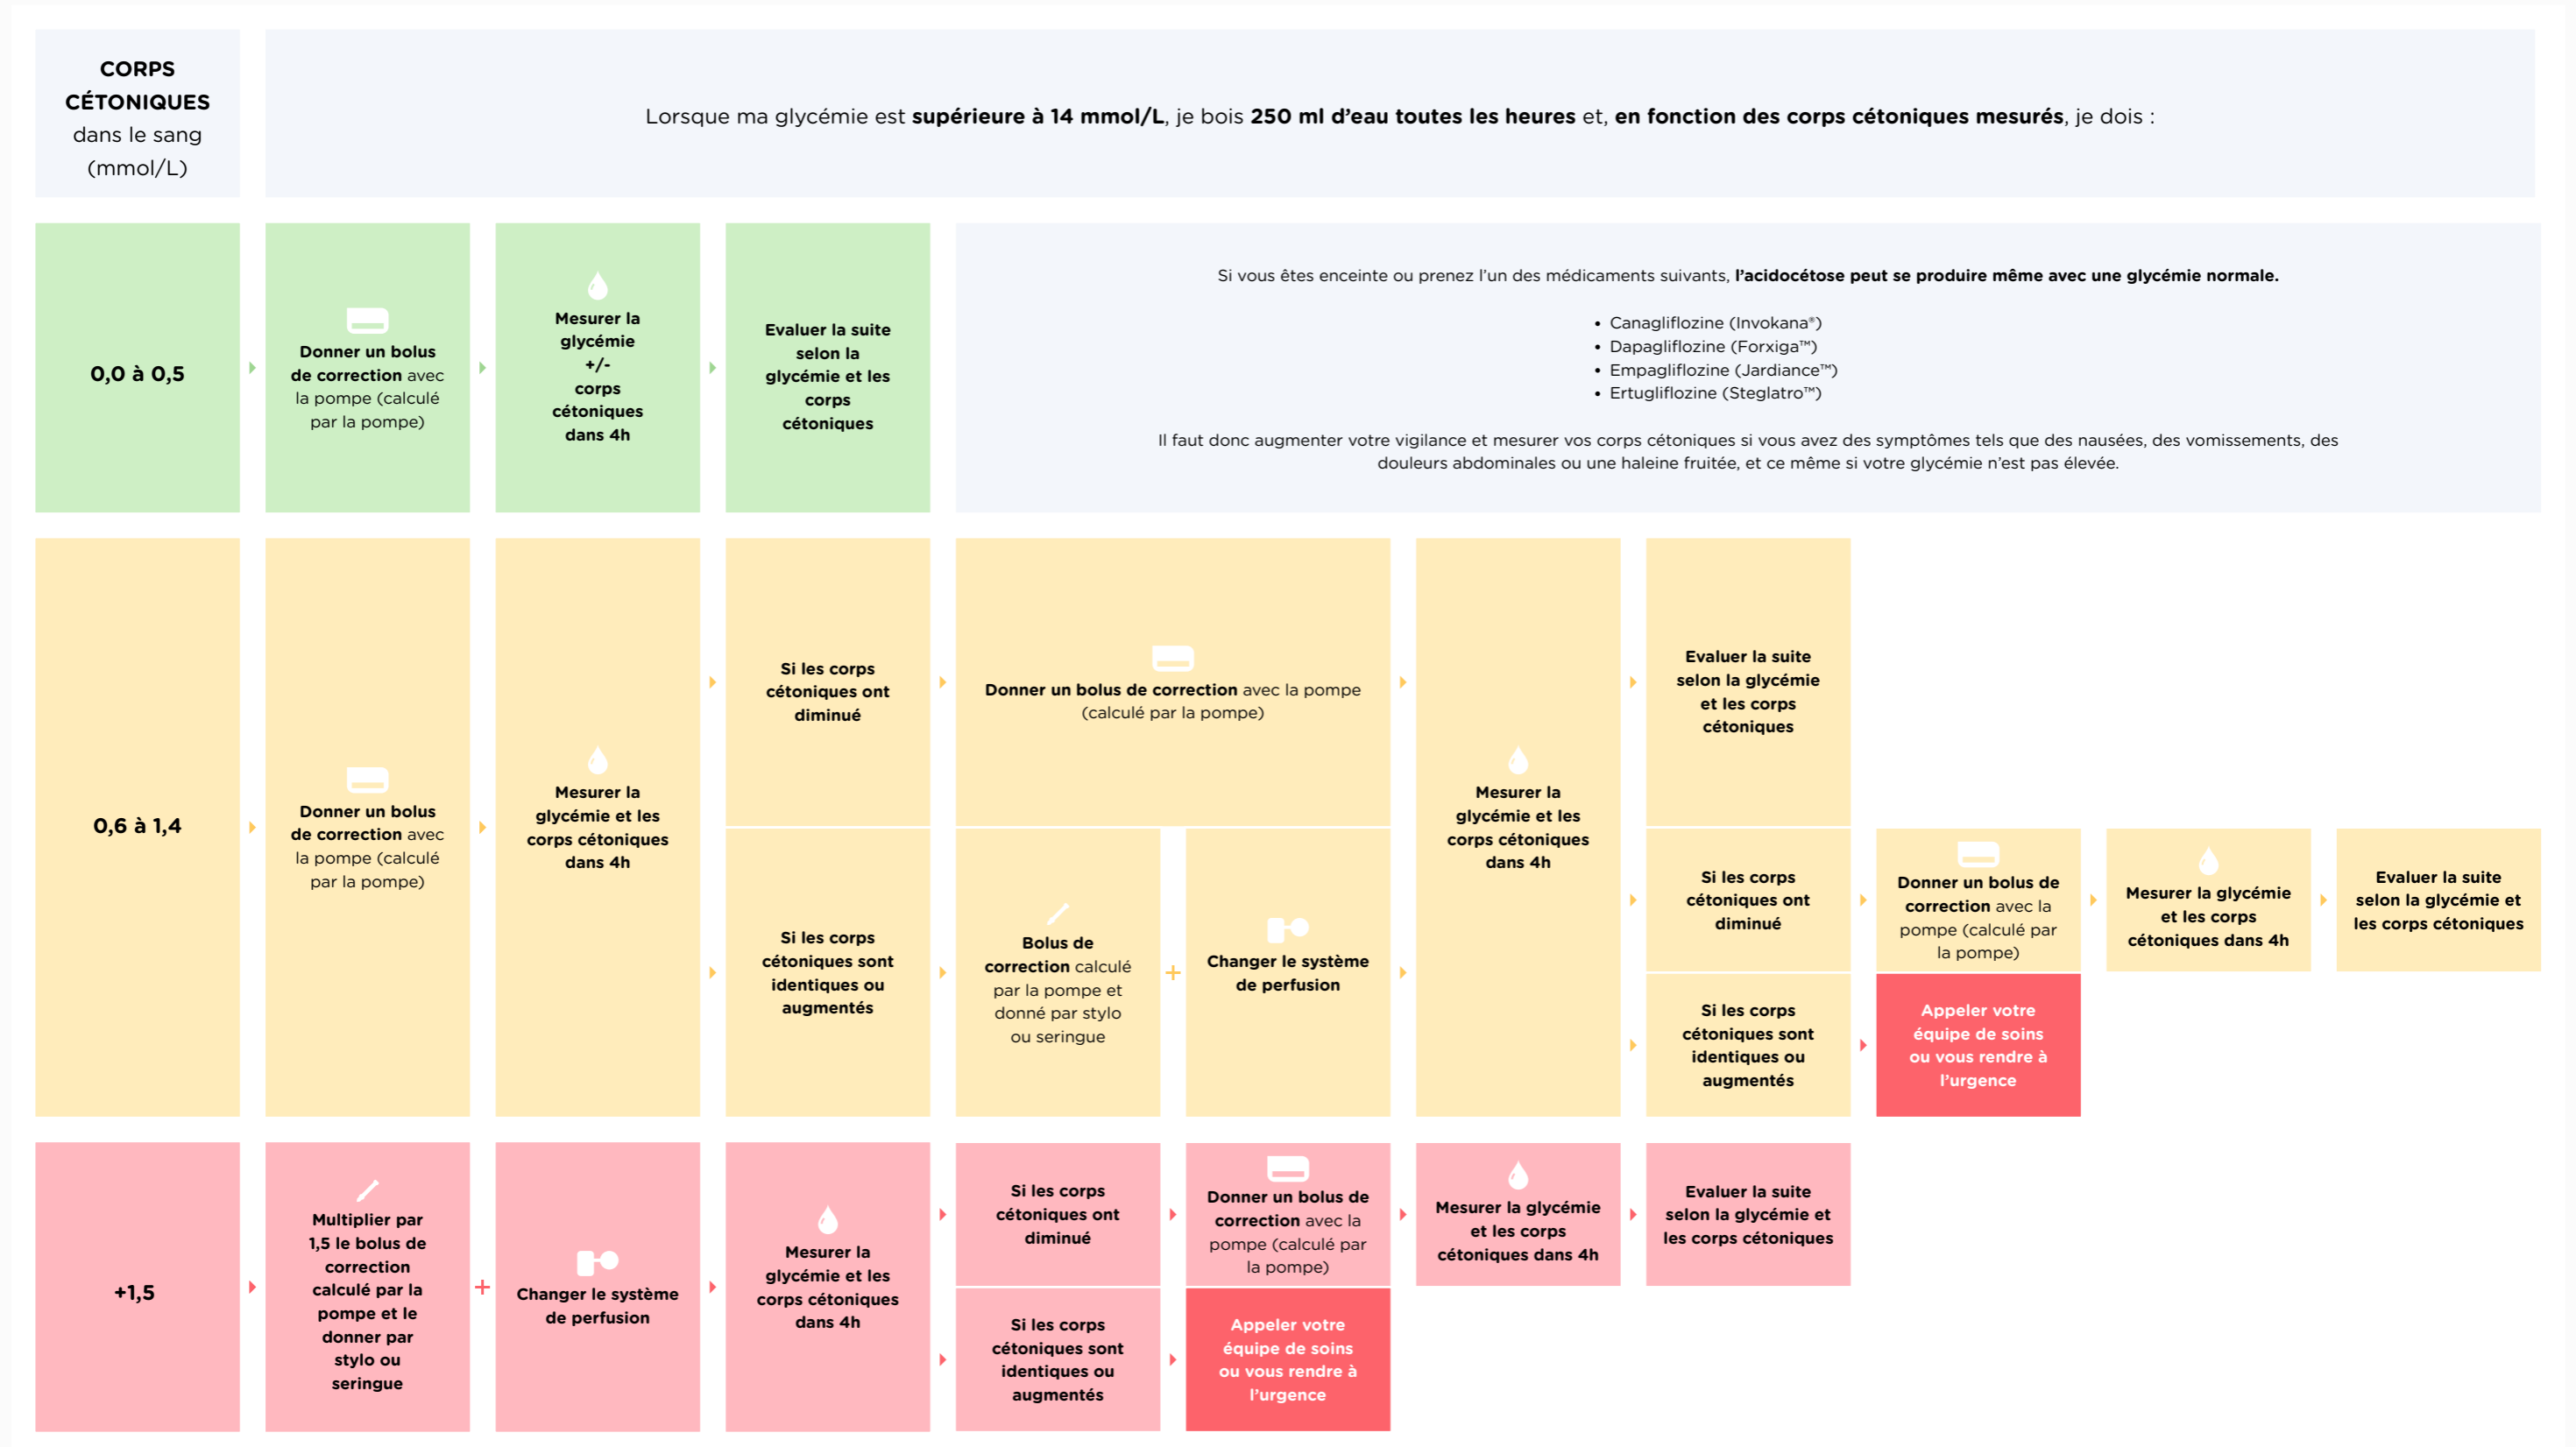 CORPS
CÉTONIQUES
dans le sang
(mmol/L)
Lorsque ma glycémie est supérieure à 14 mmol/L, je bois 250 ml d'eau toutes les heures et, en fonction des corps cétoniques mesurés, je dois :
0,0 à 0,5
Donner un bolus
de correction avec
la pompe (calculé
par la pompe)
Mesurer la
glycémie
+/-
corps
cétoniques
dans 4h
Evaluer la suite
selon la
glycémie et les
corps
cétoniques
Si vous êtes enceinte ou prenez l'un des médicaments suivants, l'acidocétose peut se produire même avec une glycémie normale.
• Canagliflozine (Invokana®)
• Dapagliflozine (Forxiga™)
• Empagliflozine (Jardiance™)
• Ertugliflozine (Steglatro™)
Il faut donc augmenter votre vigilance et mesurer vos corps cétoniques si vous avez des symptômes tels que des nausées, des vomissements, des
douleurs abdominales ou une haleine fruitée, et ce même si votre glycémie n'est pas élevée.
0,6 à 1,4
Donner un bolus
de correction avec
la pompe (calculé
par la pompe)
Mesurer la
glycémie et les
corps cétoniques
dans 4h
Si les corps
cétoniques ont
diminué
Donner un bolus de correction avec la pompe
(calculé par la pompe)
Si les corps
cétoniques sont
identiques ou
augmentés
Bolus de
correction calculé
par la pompe et
donné par stylo
ou seringue
+
Changer le système
de perfusion
Mesurer la
glycémie et les
corps cétoniques
dans 4h
Evaluer la suite
selon la glycémie
et les corps
cétoniques
Si les corps
cétoniques ont
diminué
Donner un bolus de
correction avec la
pompe (calculé par
la pompe)
Mesurer la glycémie
et les corps
cétoniques dans 4h
Evaluer la suite
selon la glycémie et
les corps cétoniques
Si les corps
cétoniques sont
identiques ou
augmentés
Appeler votre
équipe de soins
ou vous rendre à
l'urgence
+1,5
Multiplier par
1,5 le bolus de
correction
calculé par la
pompe et le
donner par
stylo ou
seringue
+
Changer le système
de perfusion
Mesurer la
glycémie et les
corps cétoniques
dans 4h
Si les corps
cétoniques ont
diminué
Donner un bolus de
correction avec la
pompe (calculé par
la pompe)
Mesurer la glycémie
et les corps
cétoniques dans 4h
Evaluer la suite
selon la glycémie et
les corps cétoniques
Si les corps
cétoniques sont
identiques ou
augmentés
Appeler votre
équipe de soins
ou vous rendre à
l'urgence